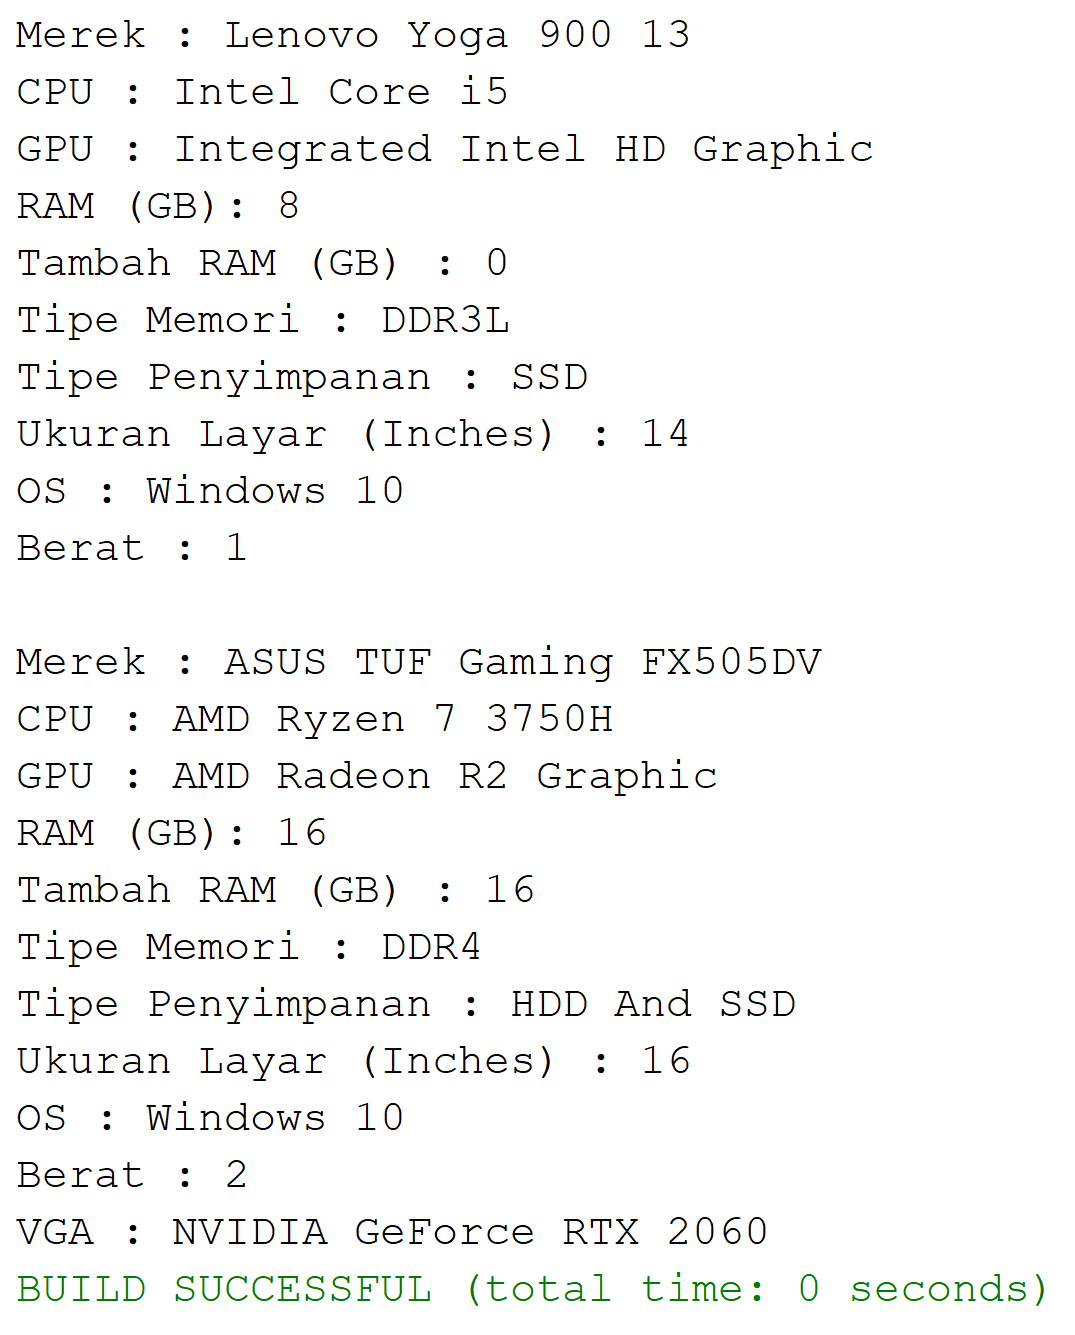 Merek : Lenovo Yoga 900 13
CPU : Intel Core i5
GPU : Integrated Intel HD Graphic
RAM (GB): 8
Tambah RAM (GB) : 0
Tipe Memori : DDR3L
Tipe Penyimpanan : SSD
Ukuran Layar (Inches) : 14
OS : Windows 10
Berat : 1

Merek : ASUS TUF Gaming FX505DV
CPU : AMD Ryzen 7 3750H
GPU : AMD Radeon R2 Graphic
RAM (GB): 16
Tambah RAM (GB) : 16
Tipe Memori : DDR4
Tipe Penyimpanan : HDD And SSD
Ukuran Layar (Inches) : 16
OS : Windows 10
Berat : 2
VGA : NVIDIA GeForce RTX 2060
BUILD SUCCESSFUL (total time: 0 seconds)